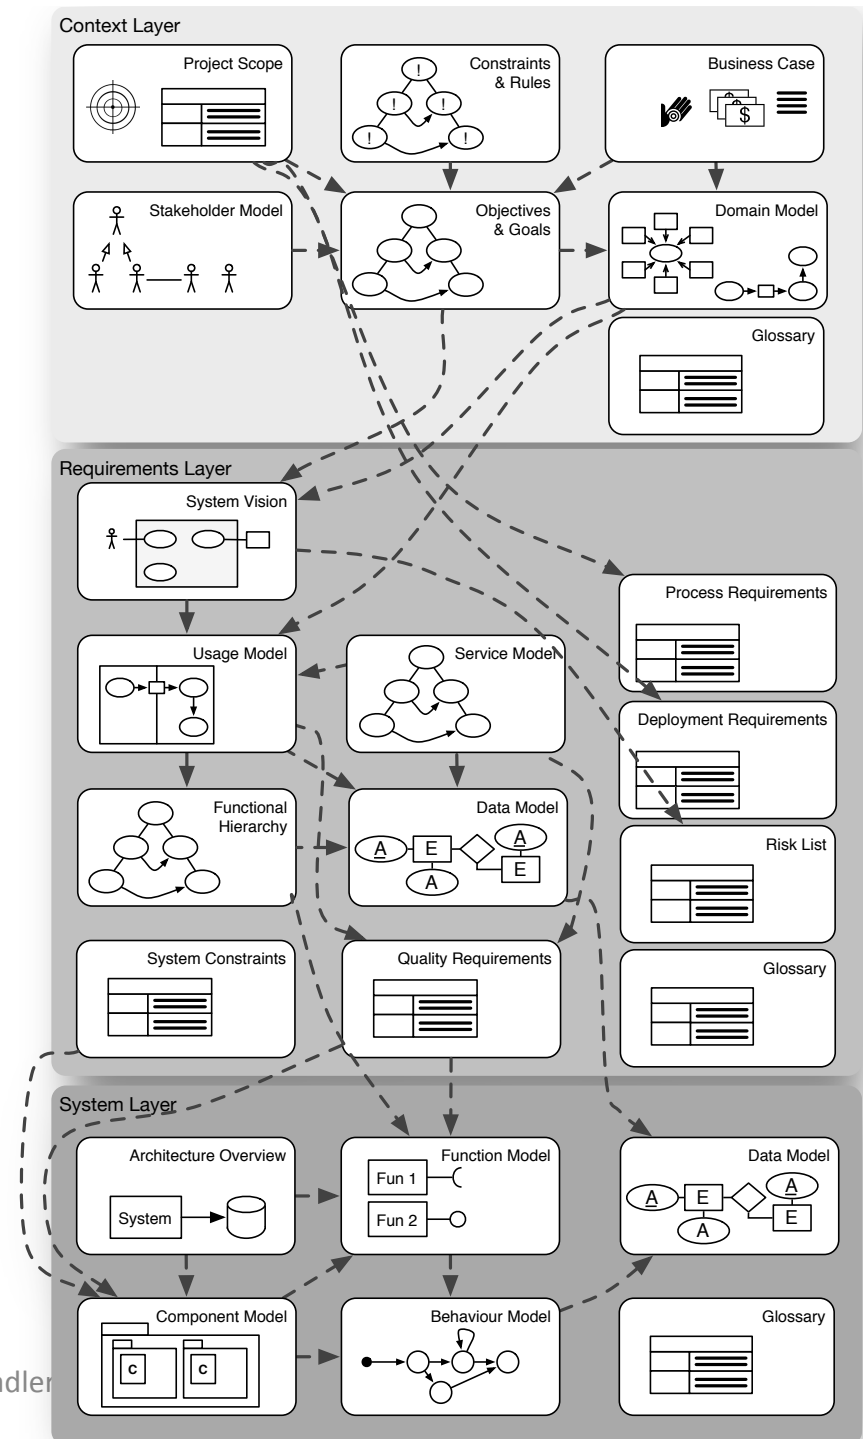 Context Layer
Project Scope
Constraints
& Rules
! 
! !
! !
Business Case
$
Stakeholder Model
Objectives
& Goals
Domain Model
Glossary
Requirements Layer
System Vision
Process Requirements
Usage Model
Service Model
Deployment Requirements
Functional
Hierarchy
Data Model
A E A
A E
Risk List
System Constraints
Quality Requirements
Glossary
System Layer
Architecture Overview
System
Function Model
Fun 1
Fun 2
Data Model
A E A
A E
Component Model
C C
Behaviour Model
Glossary